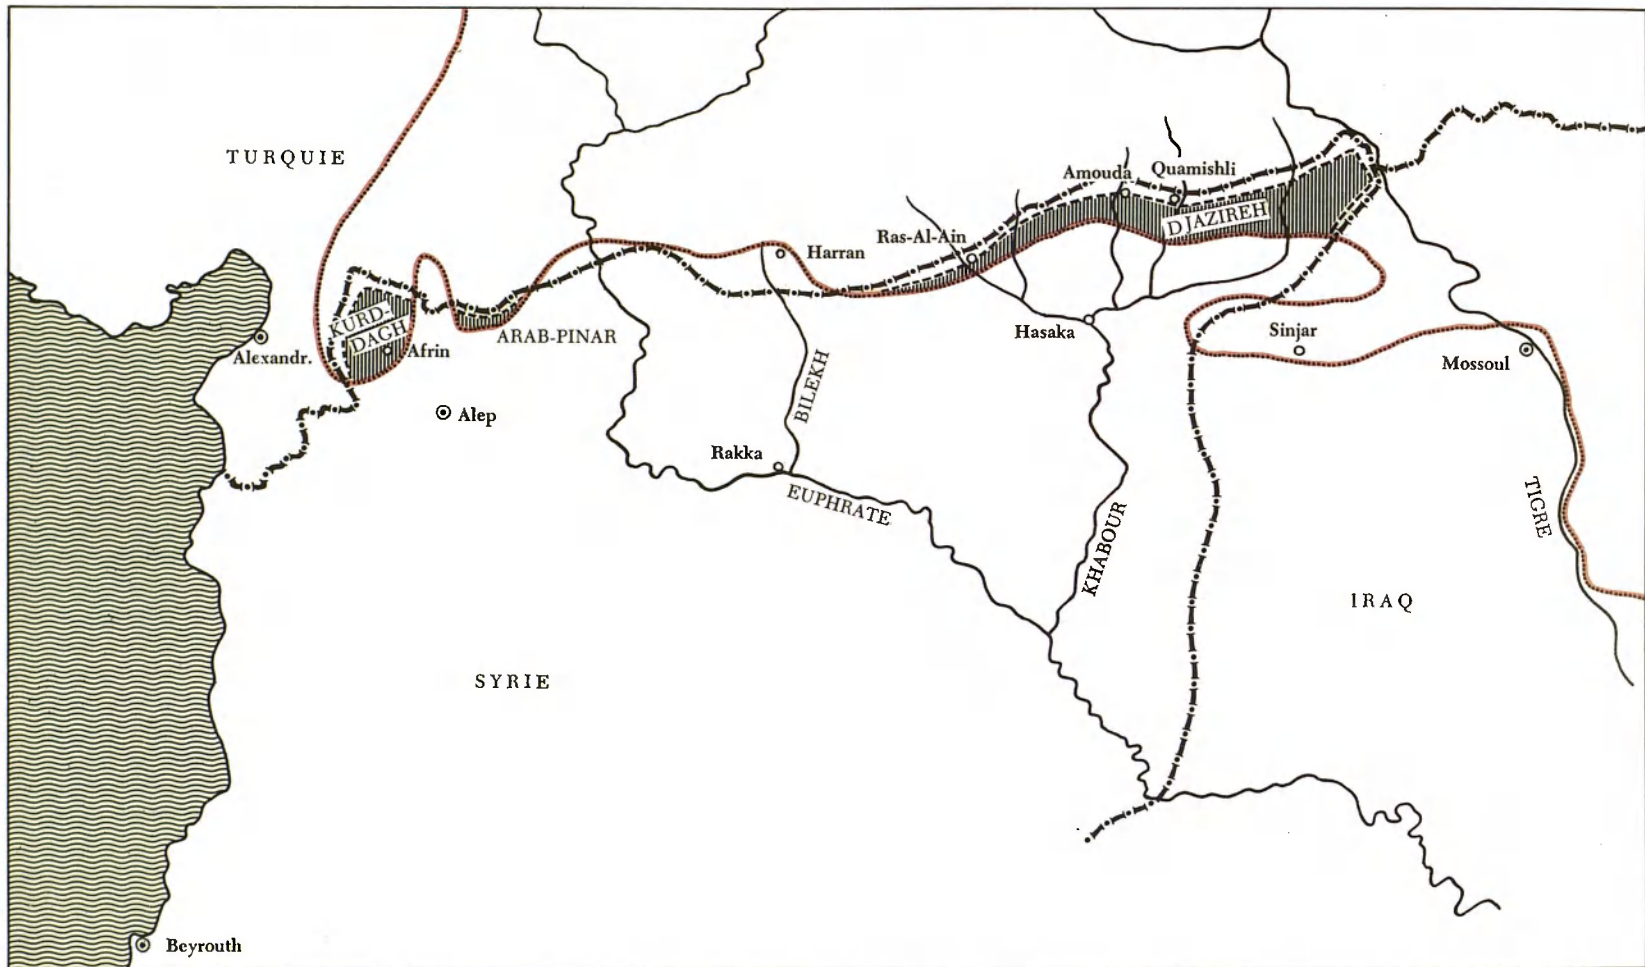 TURQUIE
Amouda
Quamishli
DJAZIREH
Ras-Al-Ain
Harran
KURD-
DAGH
Afrin
ARAB-PINAR
Alexandr.
Hasaka
Sinjar
Mossoul
Alep
BILEKH
Rakka
EUPHRATE
KHABOUR
TIGRE
IRAQ
SYRIE
Beyrouth